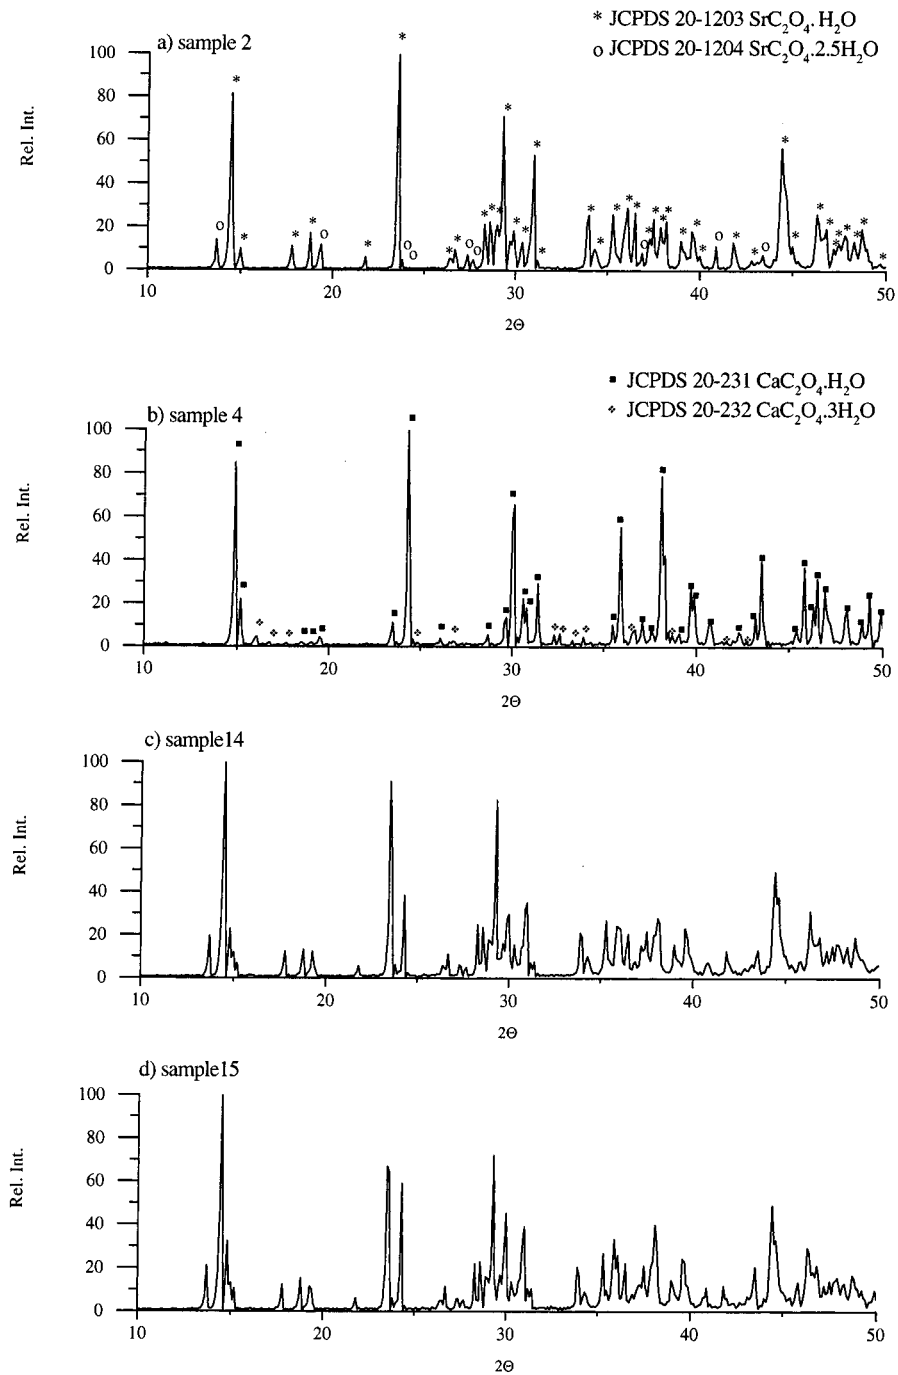 * JCPDS 20-1203 SrC₂O₄.H₂O
o JCPDS 20-1204 SrC₂O₄.2.5H₂O
a) sample 2
Rel. Int.
100
80
60
40
20
0
10 20 30 40 50
2Θ
▪ JCPDS 20-231 CaC₂O₄.H₂O
⁘ JCPDS 20-232 CaC₂O₄.3H₂O
b) sample 4
Rel. Int.
100
80
60
40
20
0
10 20 30 40 50
2Θ
c) sample14
Rel. Int.
100
80
60
40
20
0
10 20 30 40 50
2Θ
d) sample15
Rel. Int.
100
80
60
40
20
0
10 20 30 40 50
2Θ